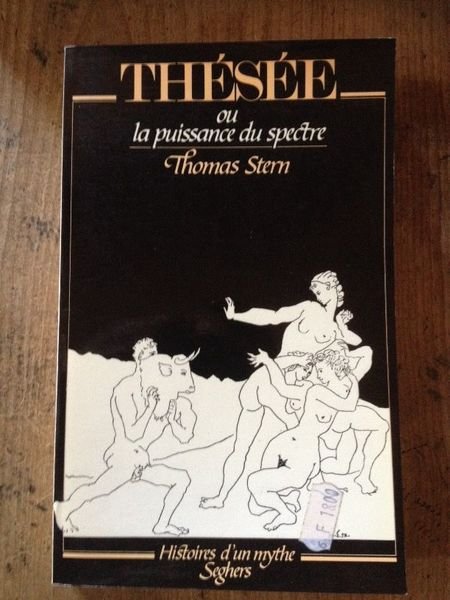 THÉSÉE
ou
la puissance du spectre
Thomas Stern
Histoires d'un mythe
Seghers